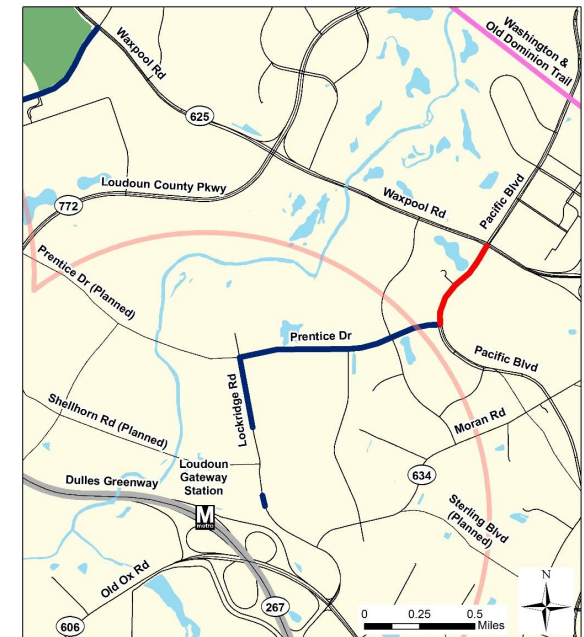 Washington &
Old Dominion Trail
Waxpool Rd
625
Pacific Blvd
Loudoun County Pkwy
772
Waxpool Rd
Prentice Dr (Planned)
Prentice Dr
Pacific Blvd
Lockridge Rd
Shellhorn Rd (Planned)
Moran Rd
634
Loudoun
Gateway
Station
Dulles Greenway
M
metro
Sterling Blvd
(Planned)
Old Ox Rd
267
606
N
0 0.25 0.5
Miles